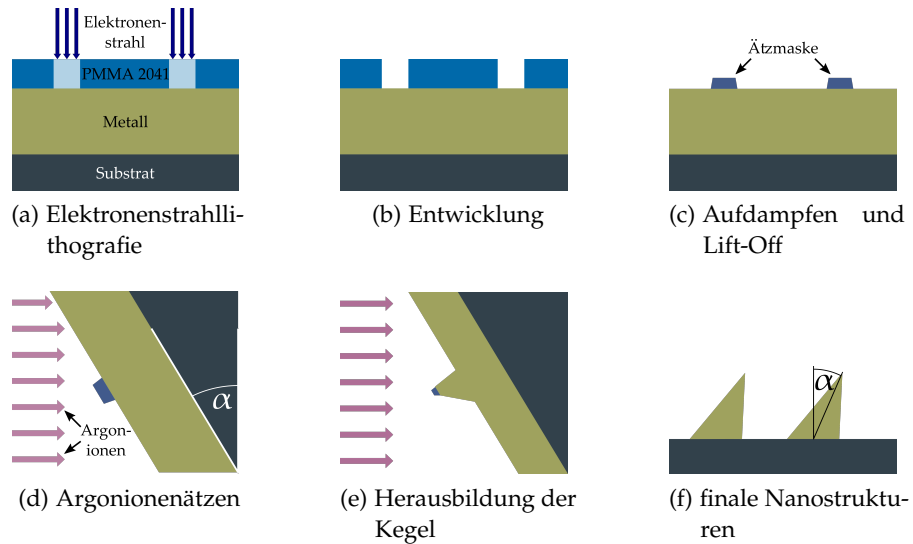 Elektronen-
strahl
PMMA 2041
Metall
Substrat
(a) Elektronenstrahlli-
thografie
(b) Entwicklung
Ätzmaske
(c) Aufdampfen und
Lift-Off
α
Argon-
ionen
(d) Argonionenätzen
(e) Herausbildung der
Kegel
α
(f) finale Nanostruktu-
ren